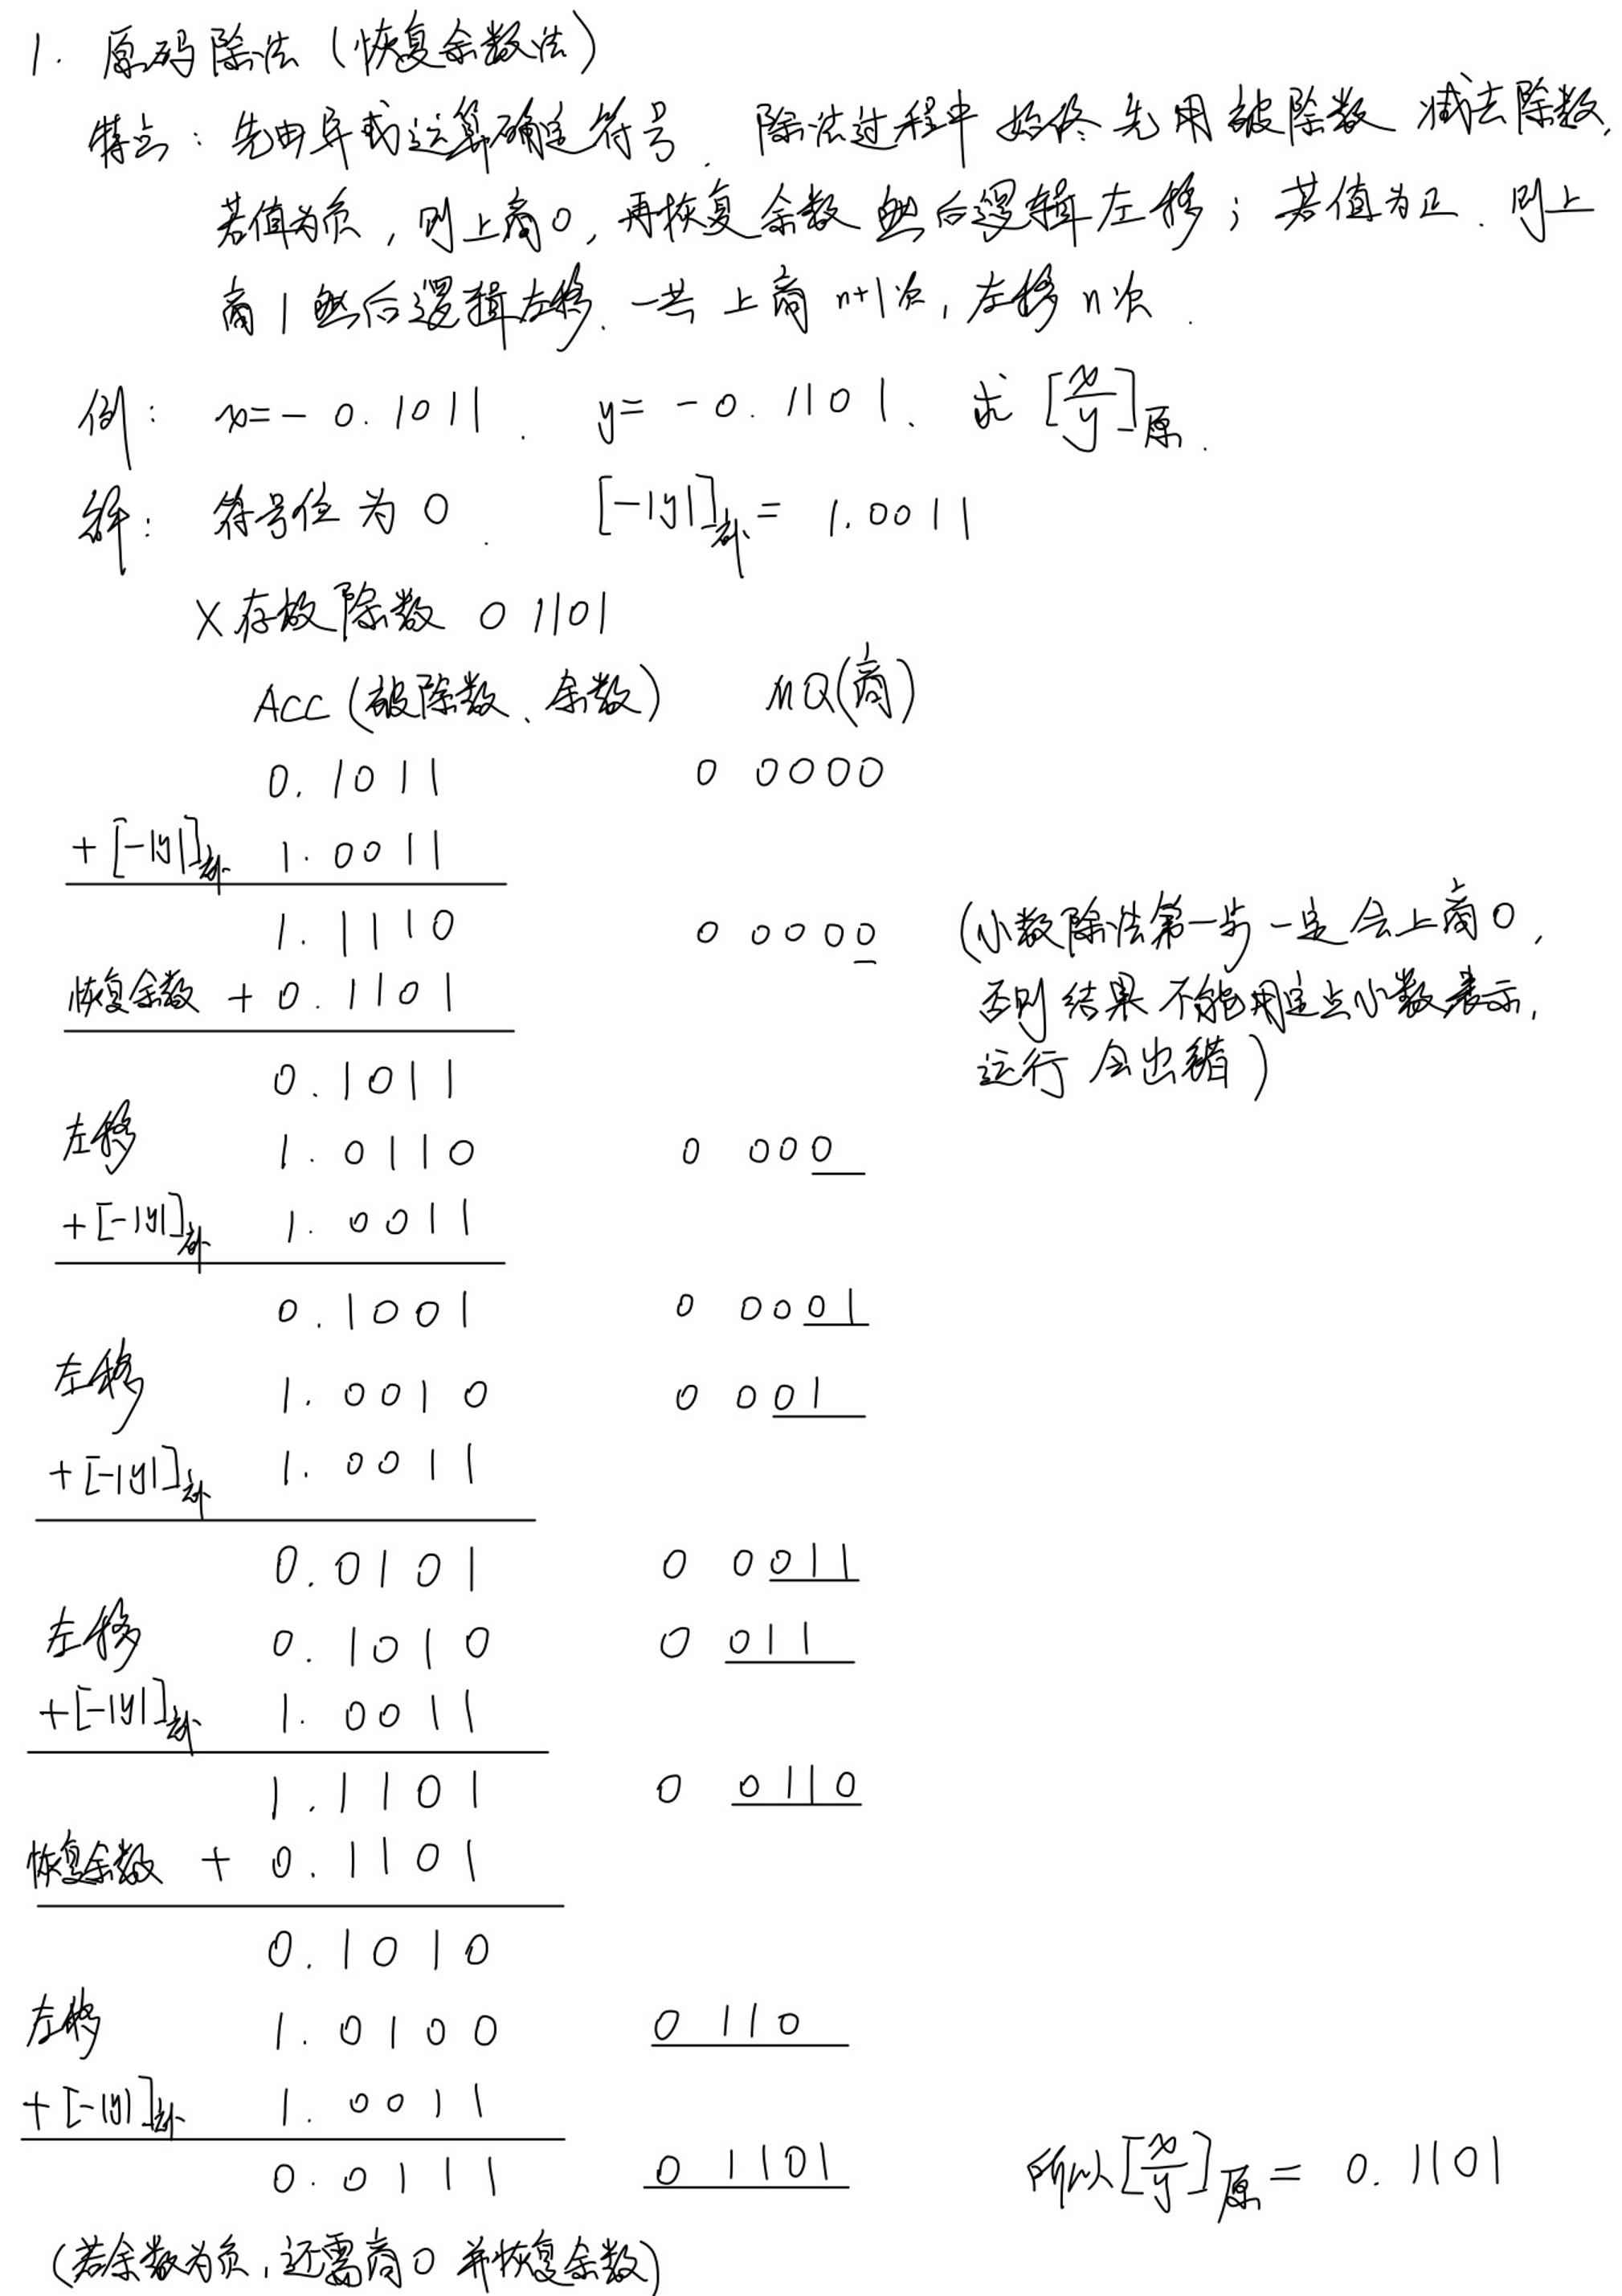 1. 原码除法（恢复余数法）
特点：先由异或运算确定符号．除法过程中始终先用被除数减去除数，
若值为负，则上商0，再恢复余数然后逻辑左移；若值为正．则上
商1然后逻辑左移．一共上商n+1次，左移n次．
例：x=-0.1011． y=-0.1101． 求[x/y]原．
解：符号位为0． [-|y|]补=1.0011
X存放除数 0 1101
ACC（被除数、余数） MQ(商)
0.1011 0 0000
+[-|y|]补 1.0011
1.1110 0 0000 （小数除法第一步一定会上商0，
恢复余数 +0.1101 否则结果不能用定点小数表示，
0.1011 运行会出错）
左移 1.0110 0 000
+[-|y|]补 1.0011
0.1001 0 0001
左移 1.0010 0 001
+[-|y|]补 1.0011
0.0101 0 0011
左移 0.1010 0 011
+[-|y|]补 1.0011
1.1101 0 0110
恢复余数 + 0.1101
0.1010
左移 1.0100 0 110
+[-|y|]补 1.0011
0.0111 0 1101 所以[x/y]原=0.1101
（若余数为负，还需商0并恢复余数）